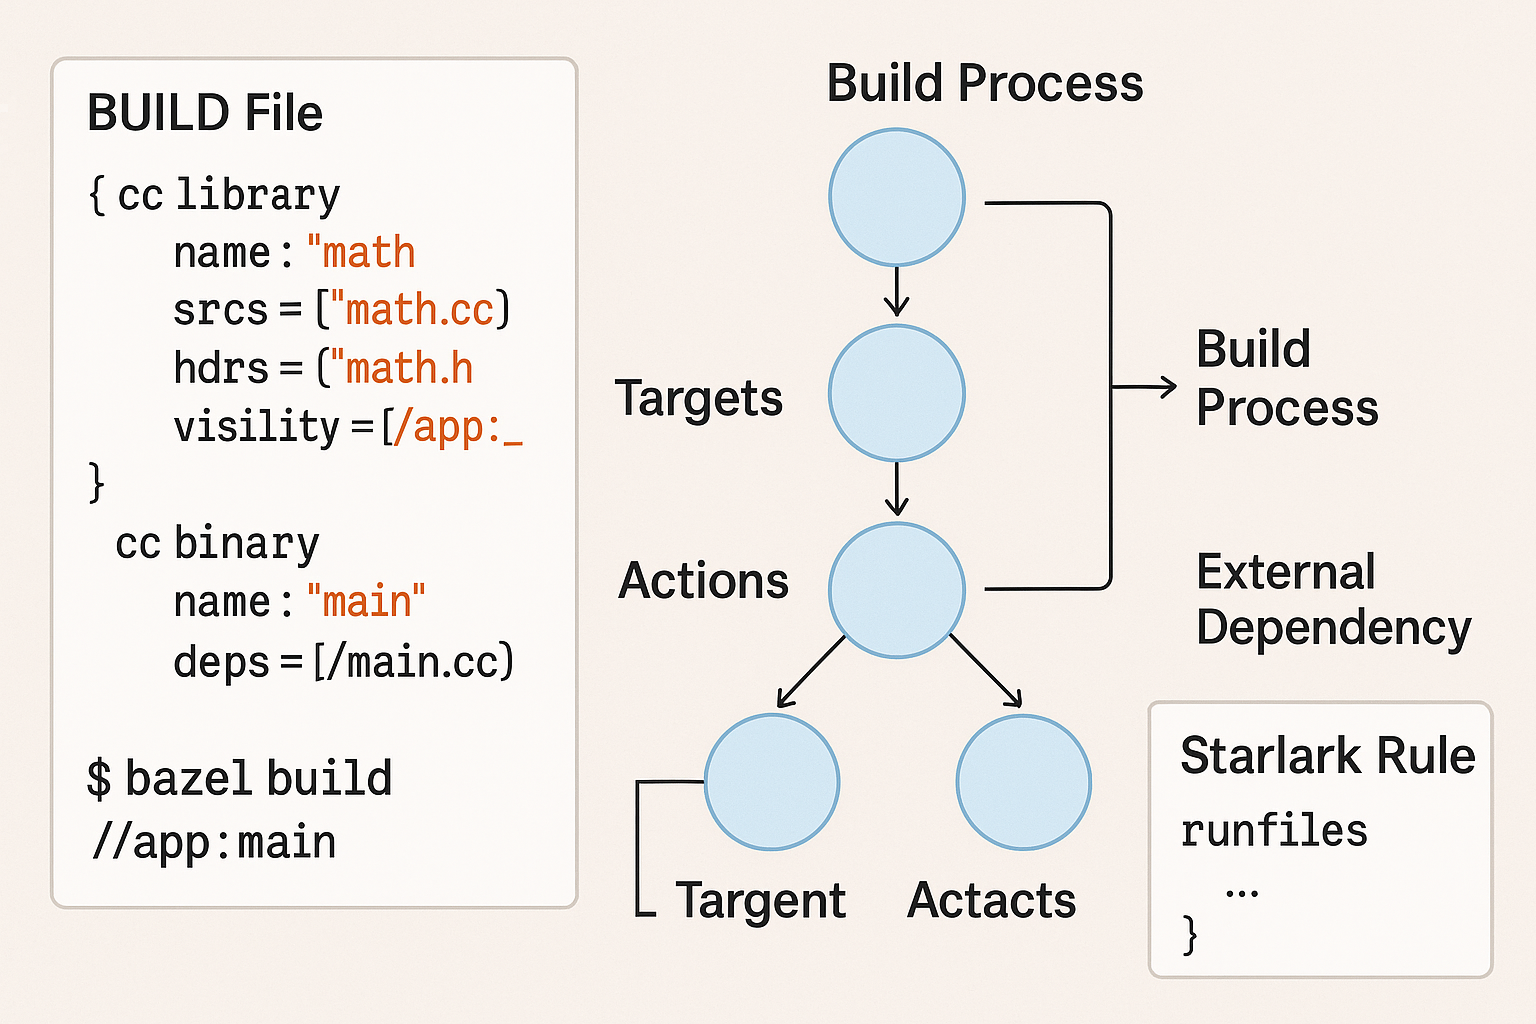 BUILD File
{ cc library
name: "math
srcs = ["math.cc)
hdrs = ("math.h
visility =[/app:_
}
cc binary
name: "main"
deps =[/main.cc)
$ bazel build
//app:main
Build Process
Targets
Actions
Targent
Actacts
Build
Process
External
Dependency
Starlark Rule
runfiles
...
}